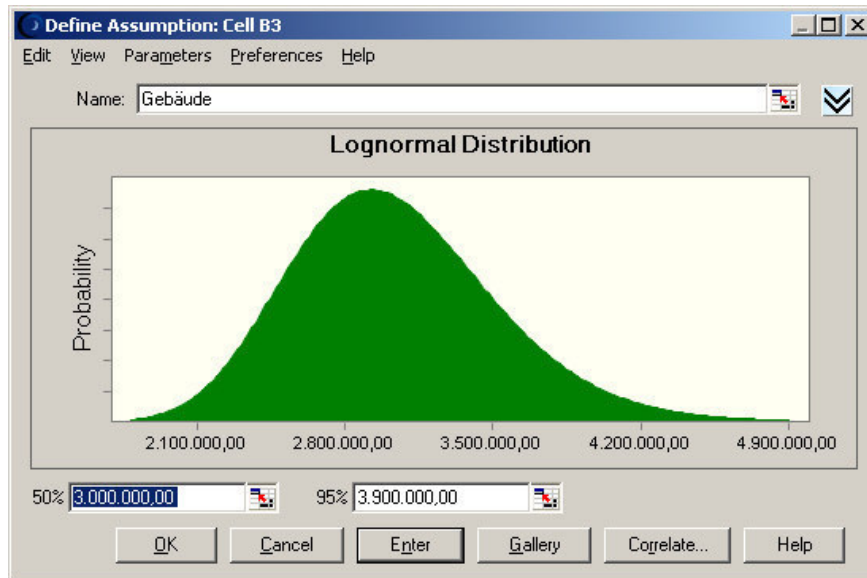 Define Assumption: Cell B3
Edit View Parameters Preferences Help
Name: Gebäude
Lognormal Distribution
Probability
2.100.000,00 2.800.000,00 3.500.000,00 4.200.000,00 4.900.000,00
50% 3.000.000,00 95% 3.900.000,00
OK Cancel Enter Gallery Correlate... Help